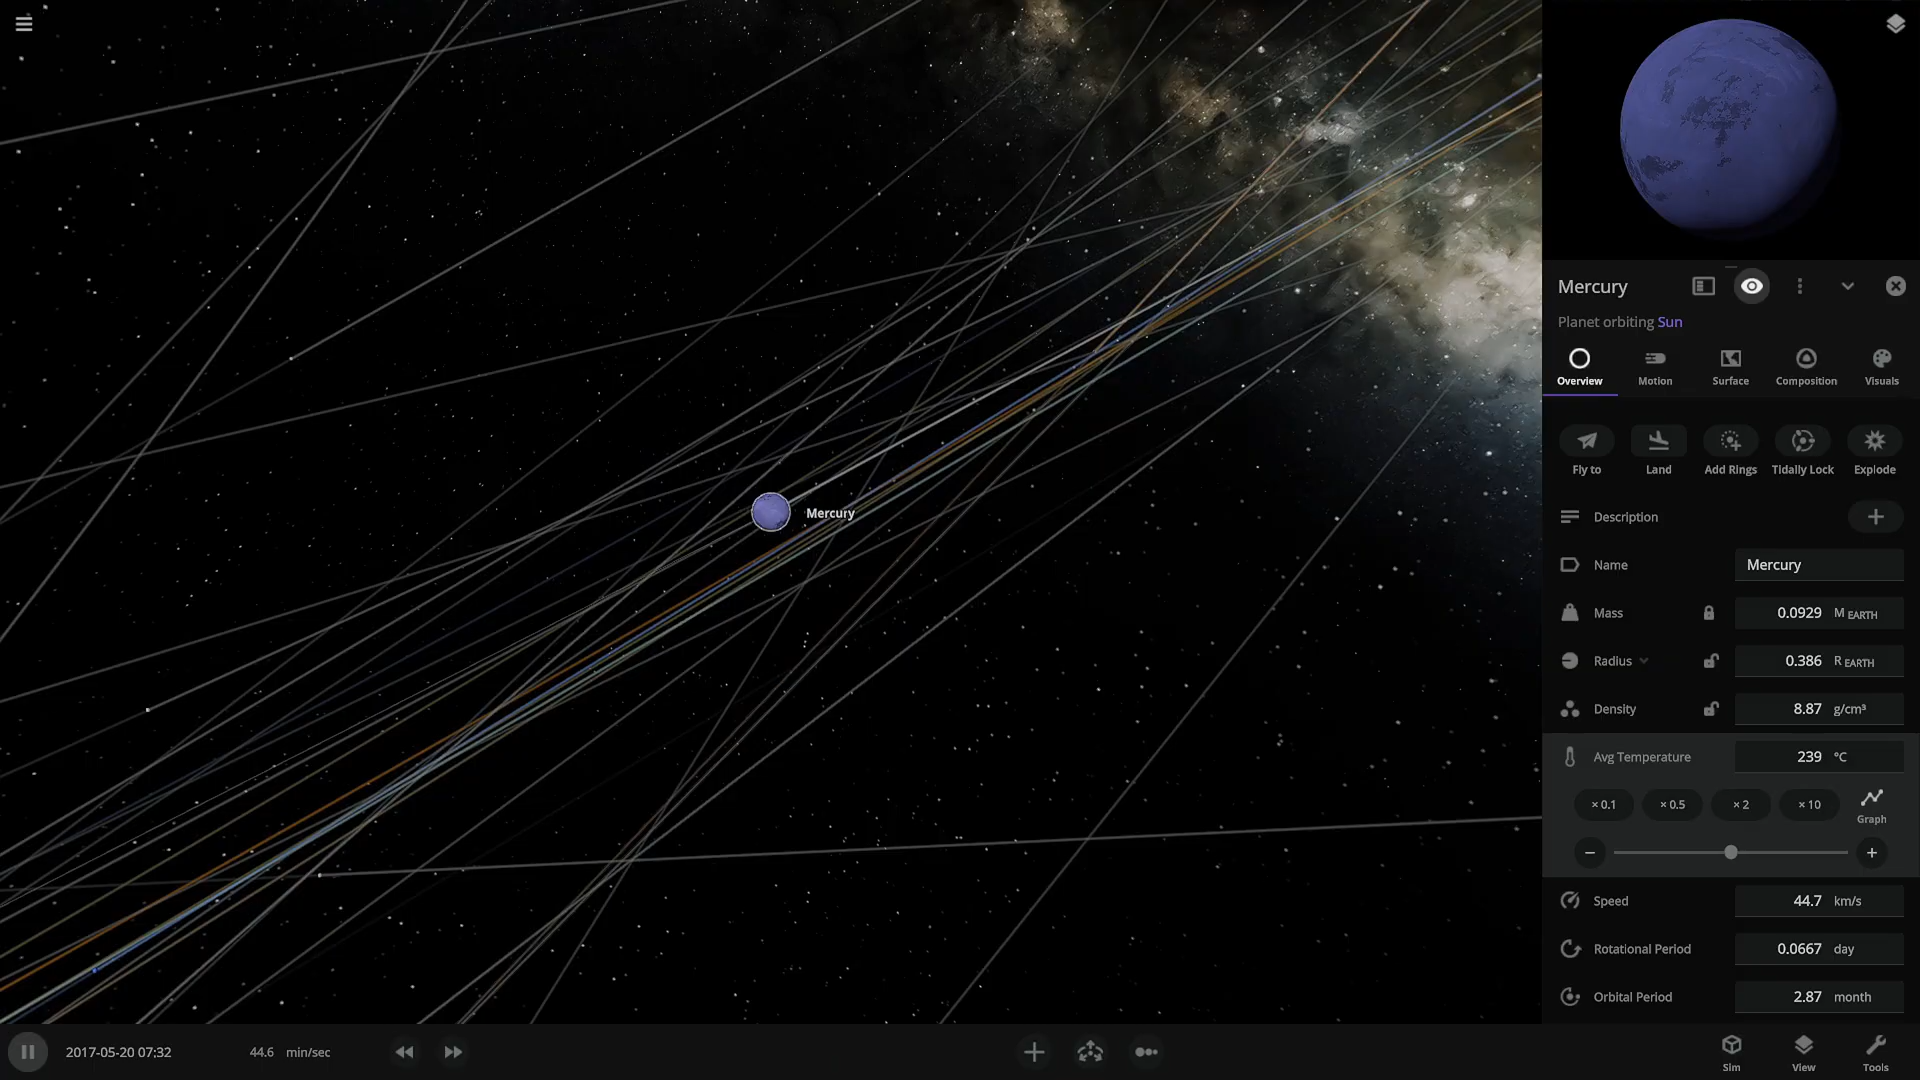 Mercury
Mercury
Planet orbiting Sun
Overview Motion Surface Composition Visuals
Fly to Land Add Rings Tidally Lock Explode
Description
Name Mercury
Mass 0.0929 M EARTH
Radius 0.386 R EARTH
Density 8.87 g/cm³
Avg Temperature 239 °C
× 0.1 × 0.5 × 2 × 10 Graph
Speed 44.7 km/s
Rotational Period 0.0667 day
Orbital Period 2.87 month
2017-05-20 07:32 44.6 min/sec
Sim View Tools